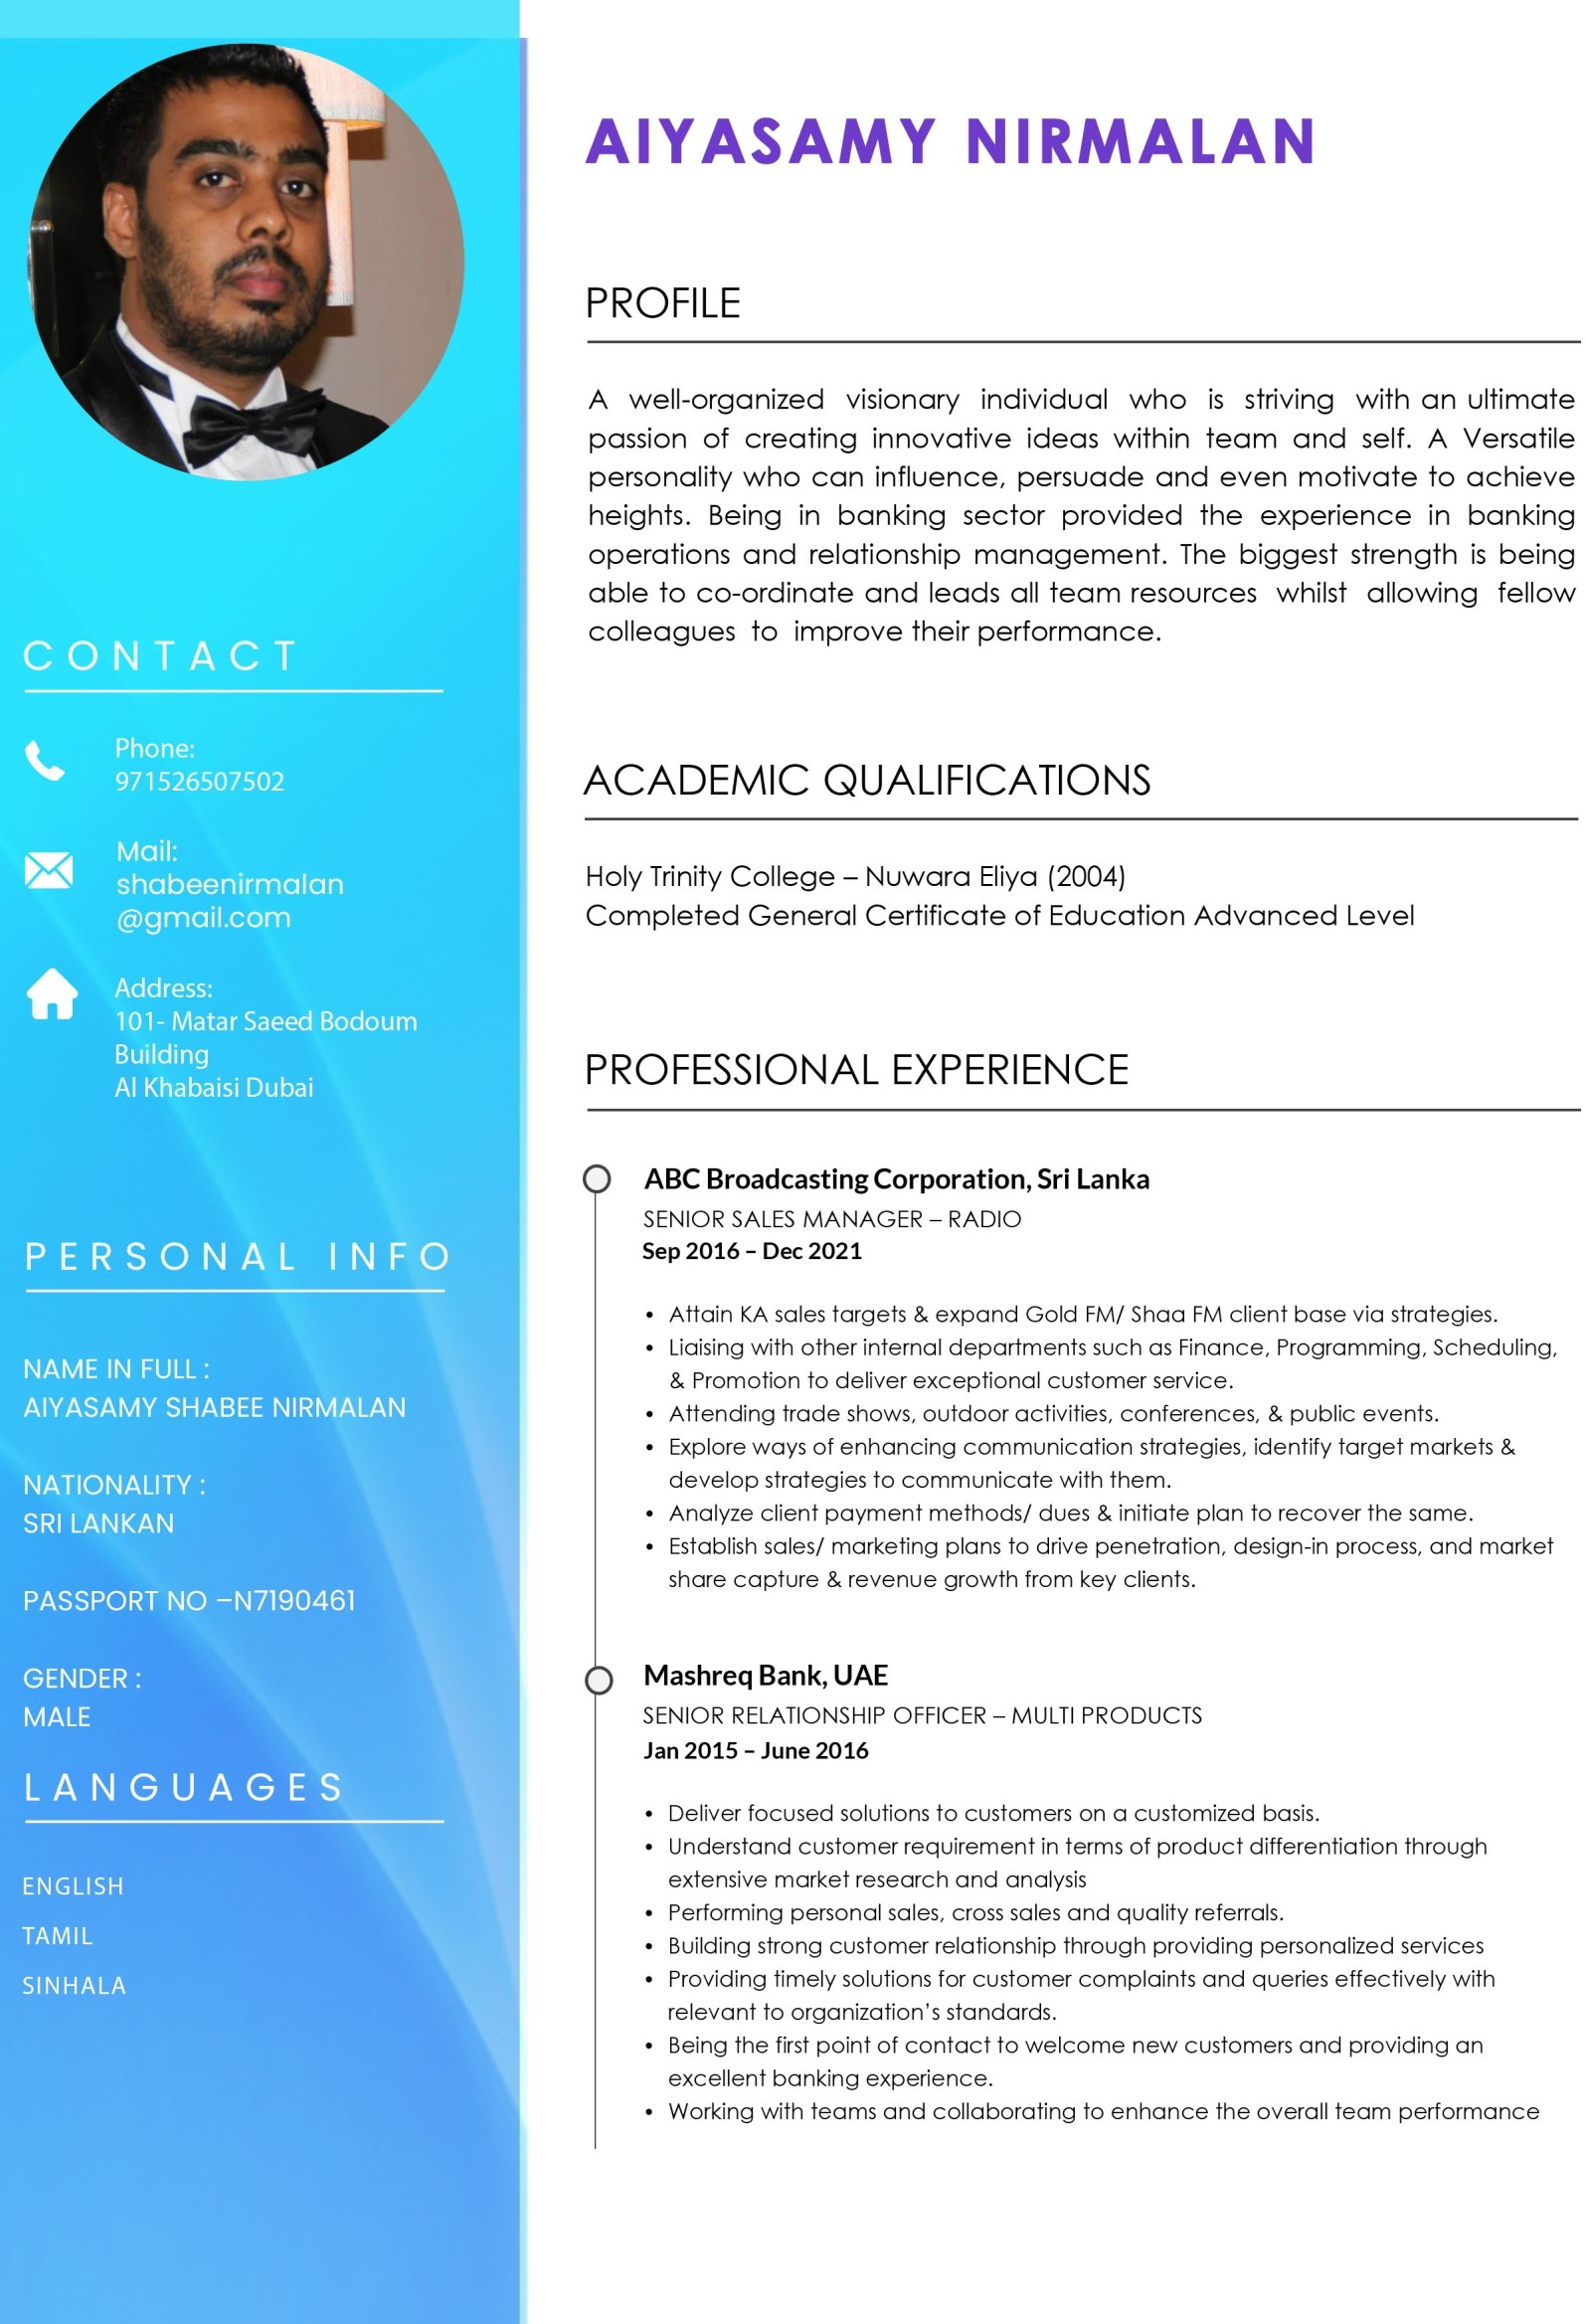 AIYASAMY NIRMALAN
PROFILE
A well-organized visionary individual who is striving with an ultimate
passion of creating innovative ideas within team and self. A Versatile
personality who can influence, persuade and even motivate to achieve
heights. Being in banking sector provided the experience in banking
operations and relationship management. The biggest strength is being
able to co-ordinate and leads all team resources whilst allowing fellow
colleagues to improve their performance.
CONTACT
Phone:
971526507502
Mail:
shabeenirmalan
@gmail.com
Address:
101- Matar Saeed Bodoum
Building
Al Khabaisi Dubai
PERSONAL INFO
NAME IN FULL :
AIYASAMY SHABEE NIRMALAN
NATIONALITY :
SRI LANKAN
PASSPORT NO –N7190461
GENDER :
MALE
LANGUAGES
ENGLISH
TAMIL
SINHALA
ACADEMIC QUALIFICATIONS
Holy Trinity College – Nuwara Eliya (2004)
Completed General Certificate of Education Advanced Level
PROFESSIONAL EXPERIENCE
ABC Broadcasting Corporation, Sri Lanka
SENIOR SALES MANAGER – RADIO
Sep 2016 – Dec 2021
• Attain KA sales targets & expand Gold FM/ Shaa FM client base via strategies.
• Liaising with other internal departments such as Finance, Programming, Scheduling,
& Promotion to deliver exceptional customer service.
• Attending trade shows, outdoor activities, conferences, & public events.
• Explore ways of enhancing communication strategies, identify target markets &
develop strategies to communicate with them.
• Analyze client payment methods/ dues & initiate plan to recover the same.
• Establish sales/ marketing plans to drive penetration, design-in process, and market
share capture & revenue growth from key clients.
Mashreq Bank, UAE
SENIOR RELATIONSHIP OFFICER – MULTI PRODUCTS
Jan 2015 – June 2016
• Deliver focused solutions to customers on a customized basis.
• Understand customer requirement in terms of product differentiation through
extensive market research and analysis
• Performing personal sales, cross sales and quality referrals.
• Building strong customer relationship through providing personalized services
• Providing timely solutions for customer complaints and queries effectively with
relevant to organization’s standards.
• Being the first point of contact to welcome new customers and providing an
excellent banking experience.
• Working with teams and collaborating to enhance the overall team performance